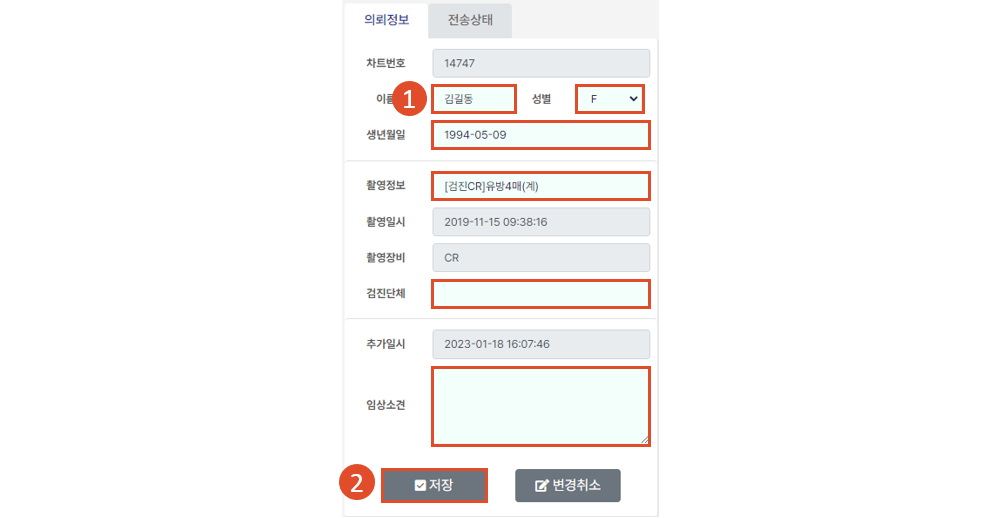 의뢰정보 전송상태
차트번호 14747
이름 1 김길동 성별 F
생년월일 1994-05-09
촬영정보 [검진CR]유방4매(계)
촬영일시 2019-11-15 09:38:16
촬영장비 CR
검진단체
추가일시 2023-01-18 16:07:46
임상소견
2 저장 변경취소